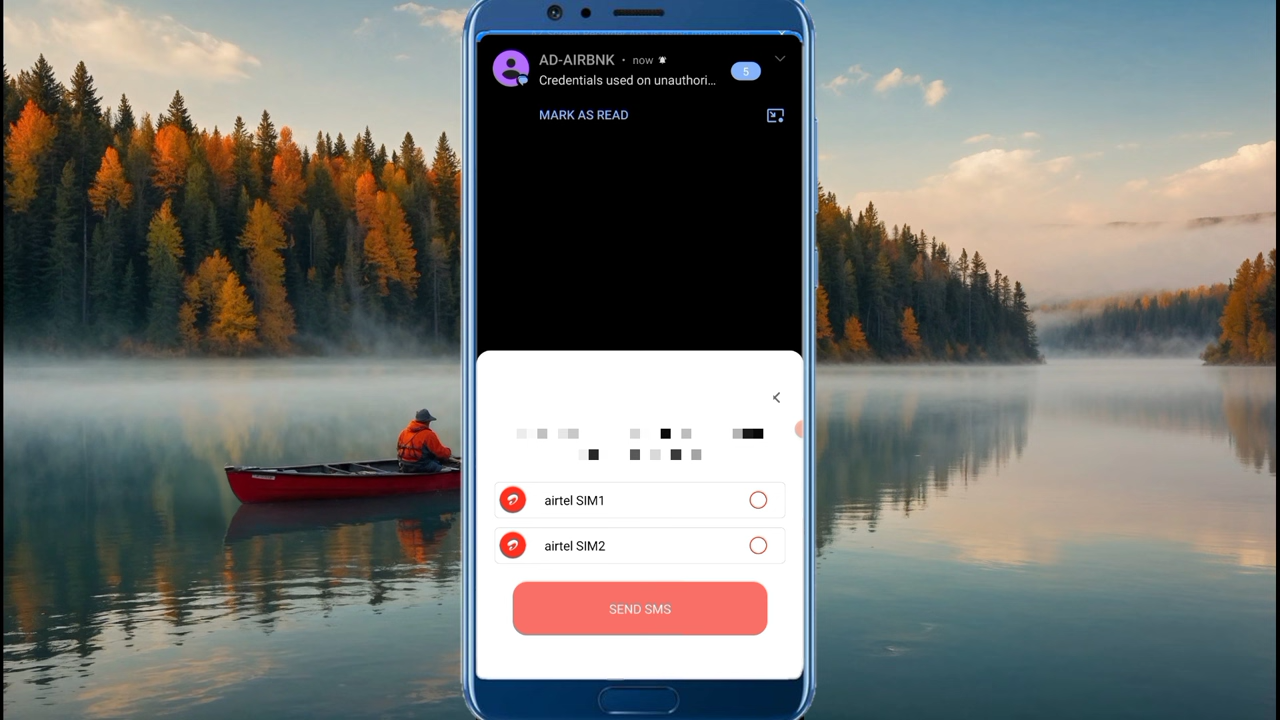 AD-AIRBNK · now
Credentials used on unauthori...
5
MARK AS READ
airtel SIM1
airtel SIM2
SEND SMS